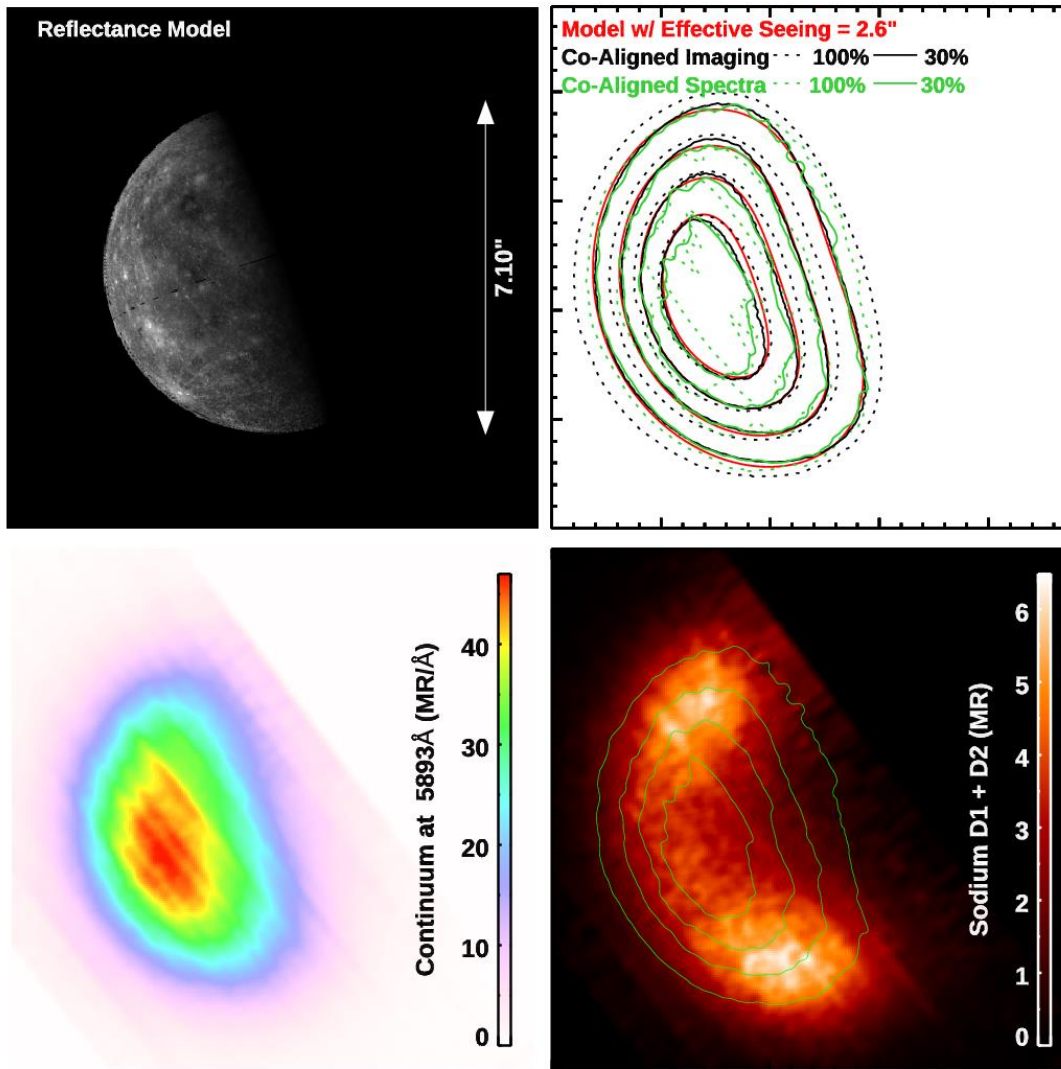 Reflectance Model
7.10"
Model w/ Effective Seeing = 2.6"
Co-Aligned Imaging 100% 30%
Co-Aligned Spectra 100% 30%
Continuum at 5893Å (MR/Å)
40
30
20
10
0
Sodium D1 + D2 (MR)
6
5
4
3
2
1
0